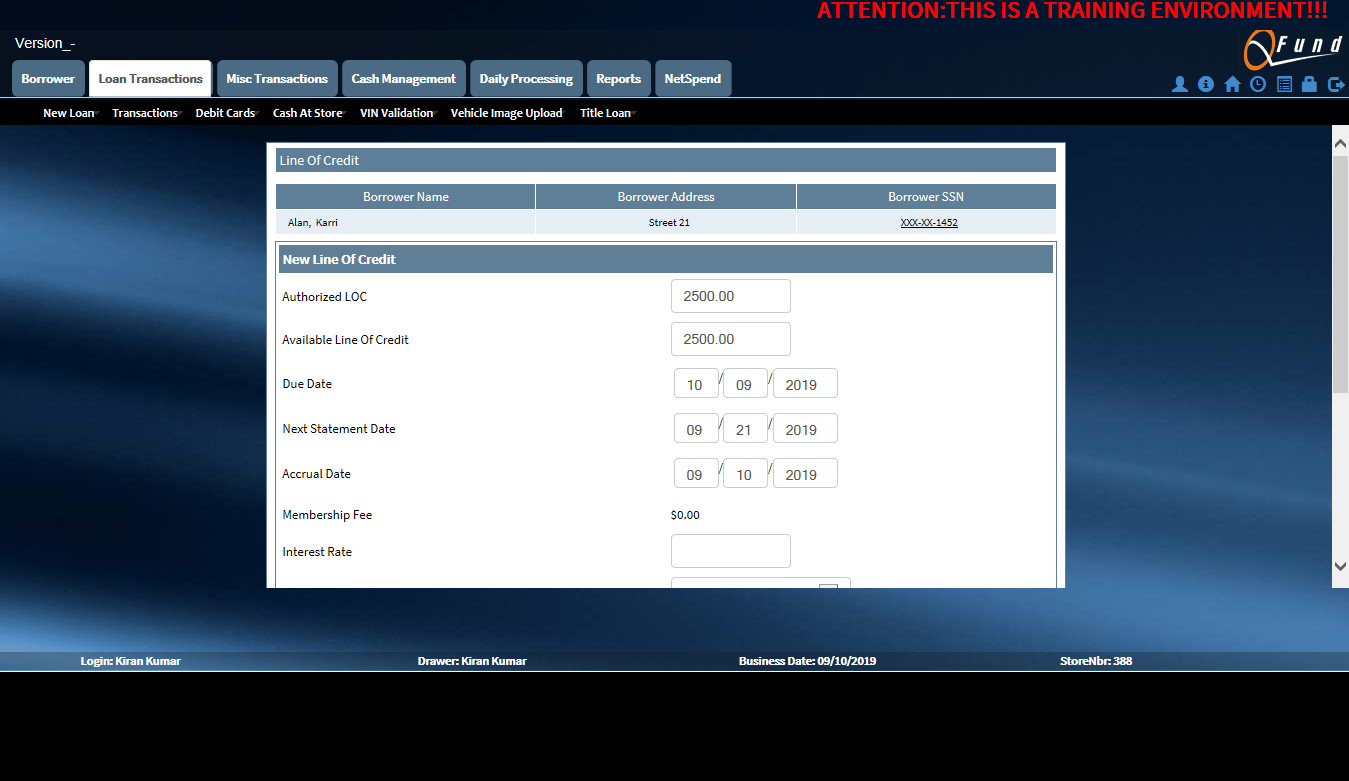 ATTENTION:THIS IS A TRAINING ENVIRONMENT!!!
Version_-
QFund
Borrower Loan Transactions Misc Transactions Cash Management Daily Processing Reports NetSpend
New Loan Transactions Debit Cards Cash At Store VIN Validation Vehicle Image Upload Title Loan
Line Of Credit
Borrower Name Borrower Address Borrower SSN
Alan, Karri Street 21 XXX-XX-1452
New Line Of Credit
Authorized LOC 2500.00
Available Line Of Credit 2500.00
Due Date 10 / 09 / 2019
Next Statement Date 09 / 21 / 2019
Accrual Date 09 / 10 / 2019
Membership Fee $0.00
Interest Rate
Login: Kiran Kumar Drawer: Kiran Kumar Business Date: 09/10/2019 StoreNbr: 388